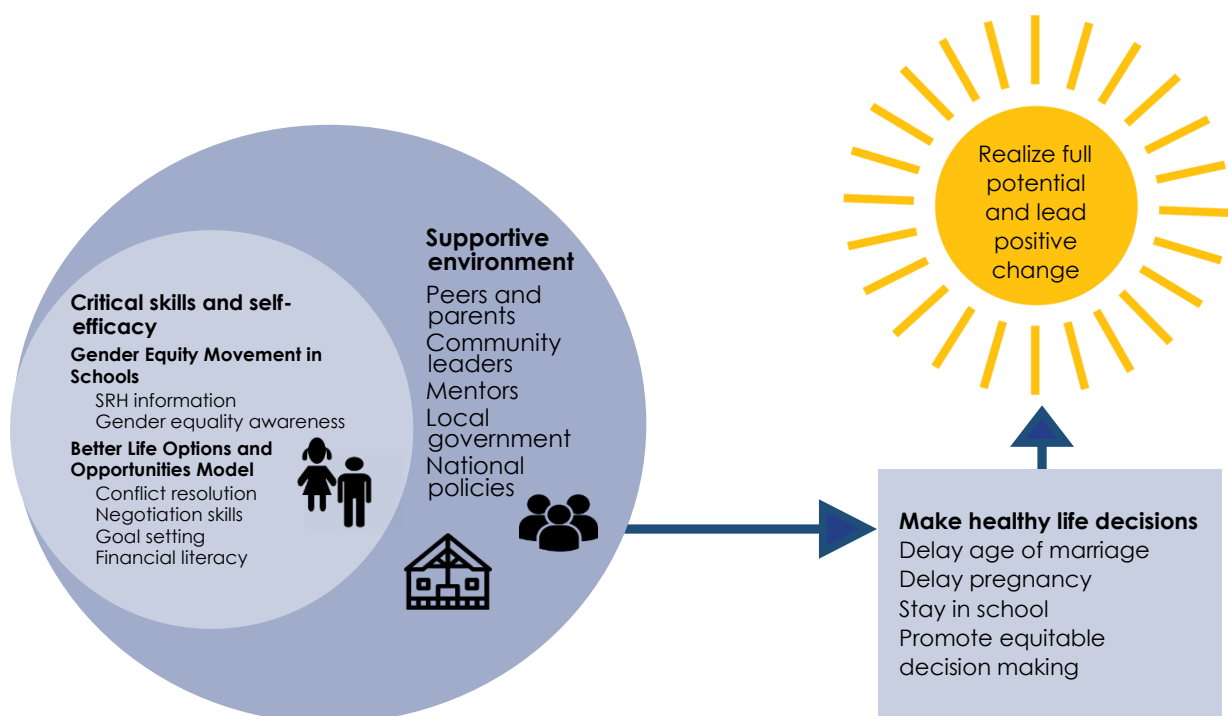 Critical skills and self-
efficacy
Gender Equity Movement in
Schools
SRH information
Gender equality awareness
Better Life Options and
Opportunities Model
Conflict resolution
Negotiation skills
Goal setting
Financial literacy
Supportive
environment
Peers and
parents
Community
leaders
Mentors
Local
government
National
policies
Make healthy life decisions
Delay age of marriage
Delay pregnancy
Stay in school
Promote equitable
decision making
Realize full
potential
and lead
positive
change